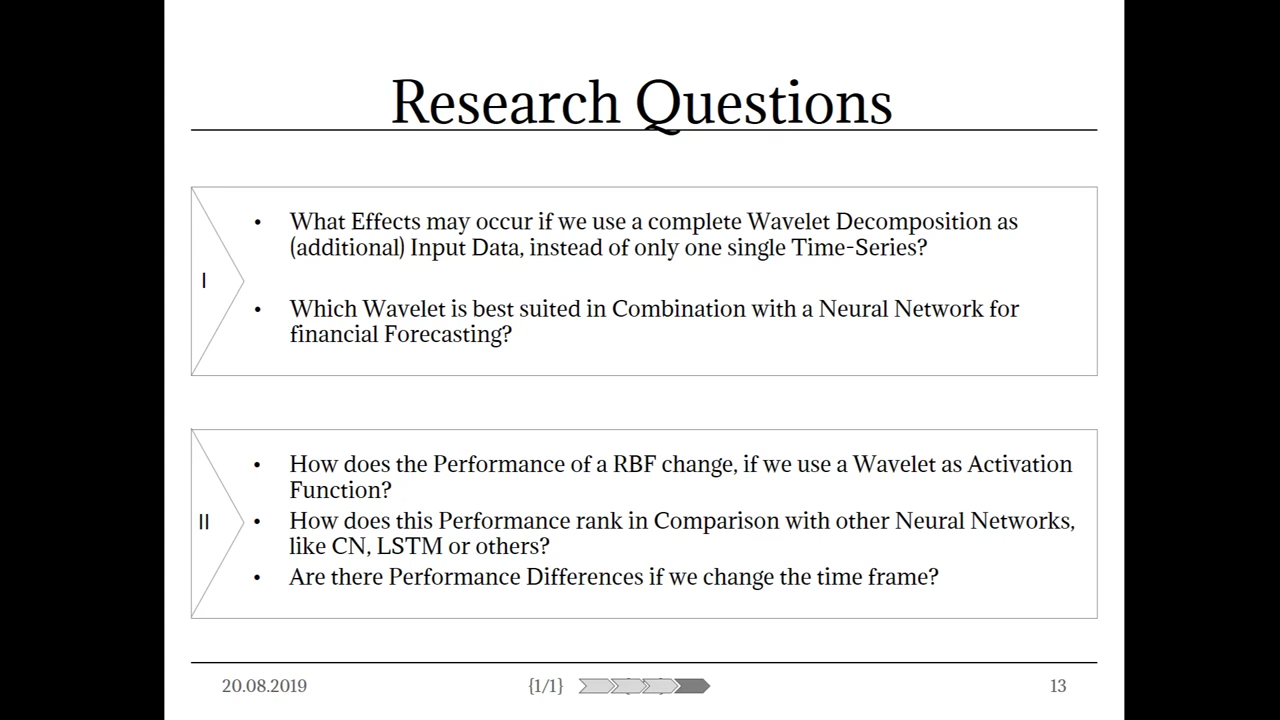 Research Questions
I
• What Effects may occur if we use a complete Wavelet Decomposition as
(additional) Input Data, instead of only one single Time-Series?
• Which Wavelet is best suited in Combination with a Neural Network for
financial Forecasting?
II
• How does the Performance of a RBF change, if we use a Wavelet as Activation
Function?
• How does this Performance rank in Comparison with other Neural Networks,
like CN, LSTM or others?
• Are there Performance Differences if we change the time frame?
20.08.2019
{1/1}
13